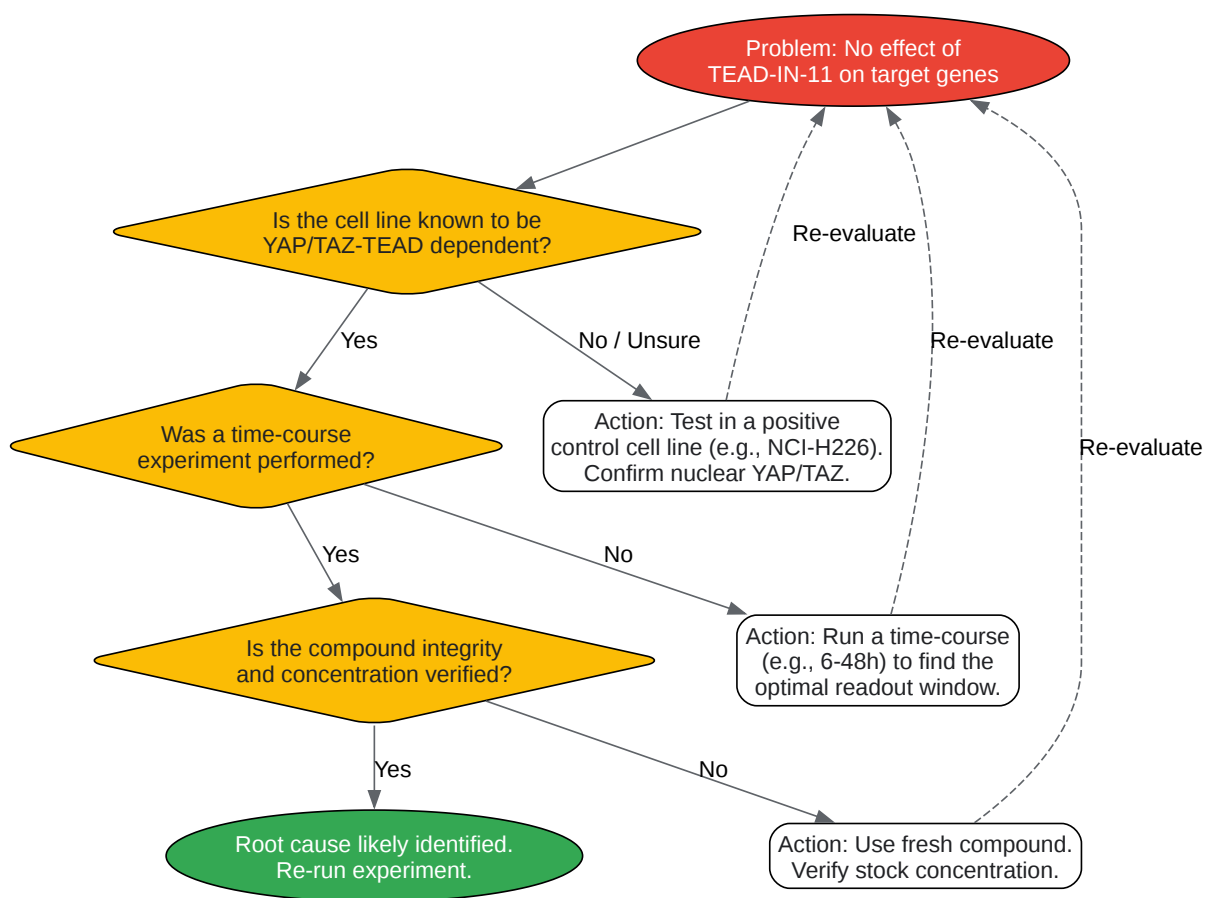 Problem: No effect of
TEAD-IN-11 on target genes
Is the cell line known to be
YAP/TAZ-TEAD dependent?
Re-evaluate
Yes
No / Unsure
Re-evaluate
Action: Test in a positive
control cell line (e.g., NCI-H226).
Confirm nuclear YAP/TAZ.
Was a time-course
experiment performed?
Re-evaluate
Yes
No
Action: Run a time-course
(e.g., 6-48h) to find the
optimal readout window.
Is the compound integrity
and concentration verified?
Yes
No
Root cause likely identified.
Re-run experiment.
Action: Use fresh compound.
Verify stock concentration.